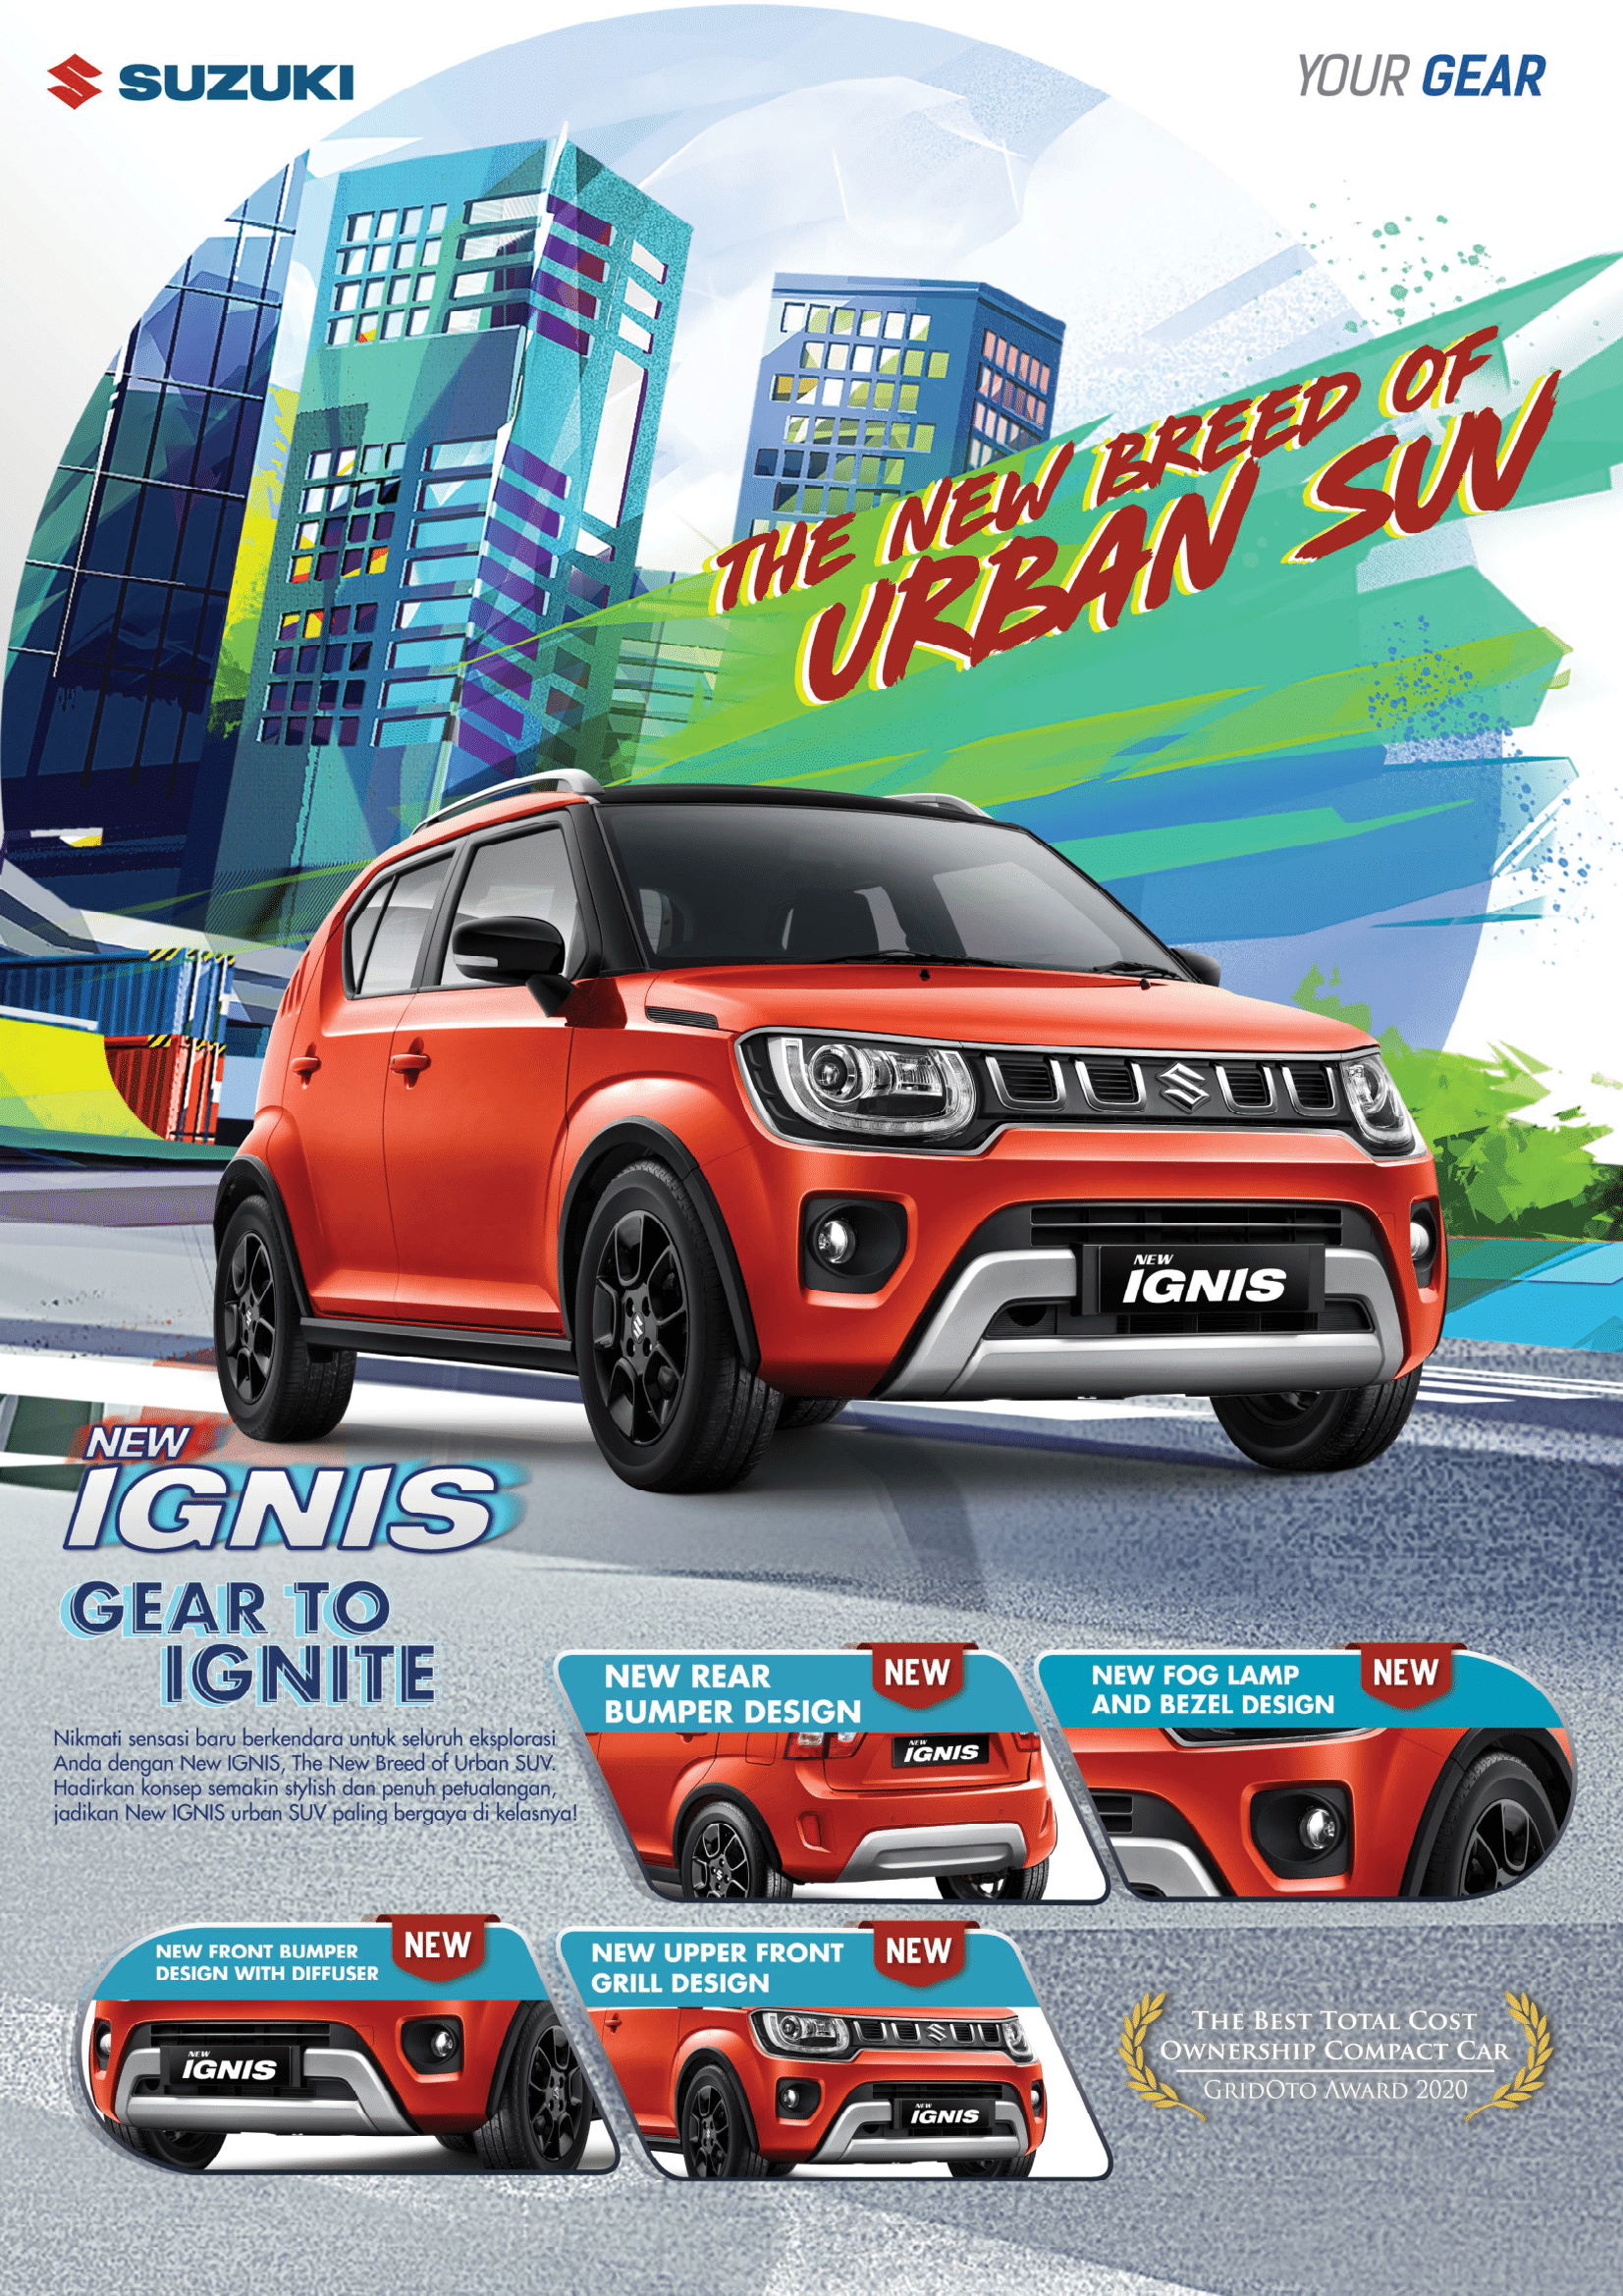 SUZUKI
YOUR GEAR
THE NEW BREED OF
URBAN SUV
NEW
IGNIS
NEW
IGNIS
GEAR TO
IGNITE
Nikmati sensasi baru berkendara untuk seluruh eksplorasi
Anda dengan New IGNIS, The New Breed of Urban SUV.
Hadirkan konsep semakin stylish dan penuh petualangan,
jadikan New IGNIS urban SUV paling bergaya di kelasnya!
NEW REAR
BUMPER DESIGN
NEW
NEW
IGNIS
NEW FOG LAMP
AND BEZEL DESIGN
NEW
NEW FRONT BUMPER
DESIGN WITH DIFFUSER
NEW
NEW
IGNIS
NEW UPPER FRONT
GRILL DESIGN
NEW
NEW
IGNIS
THE BEST TOTAL COST
OWNERSHIP COMPACT CAR
GRIDOTO AWARD 2020